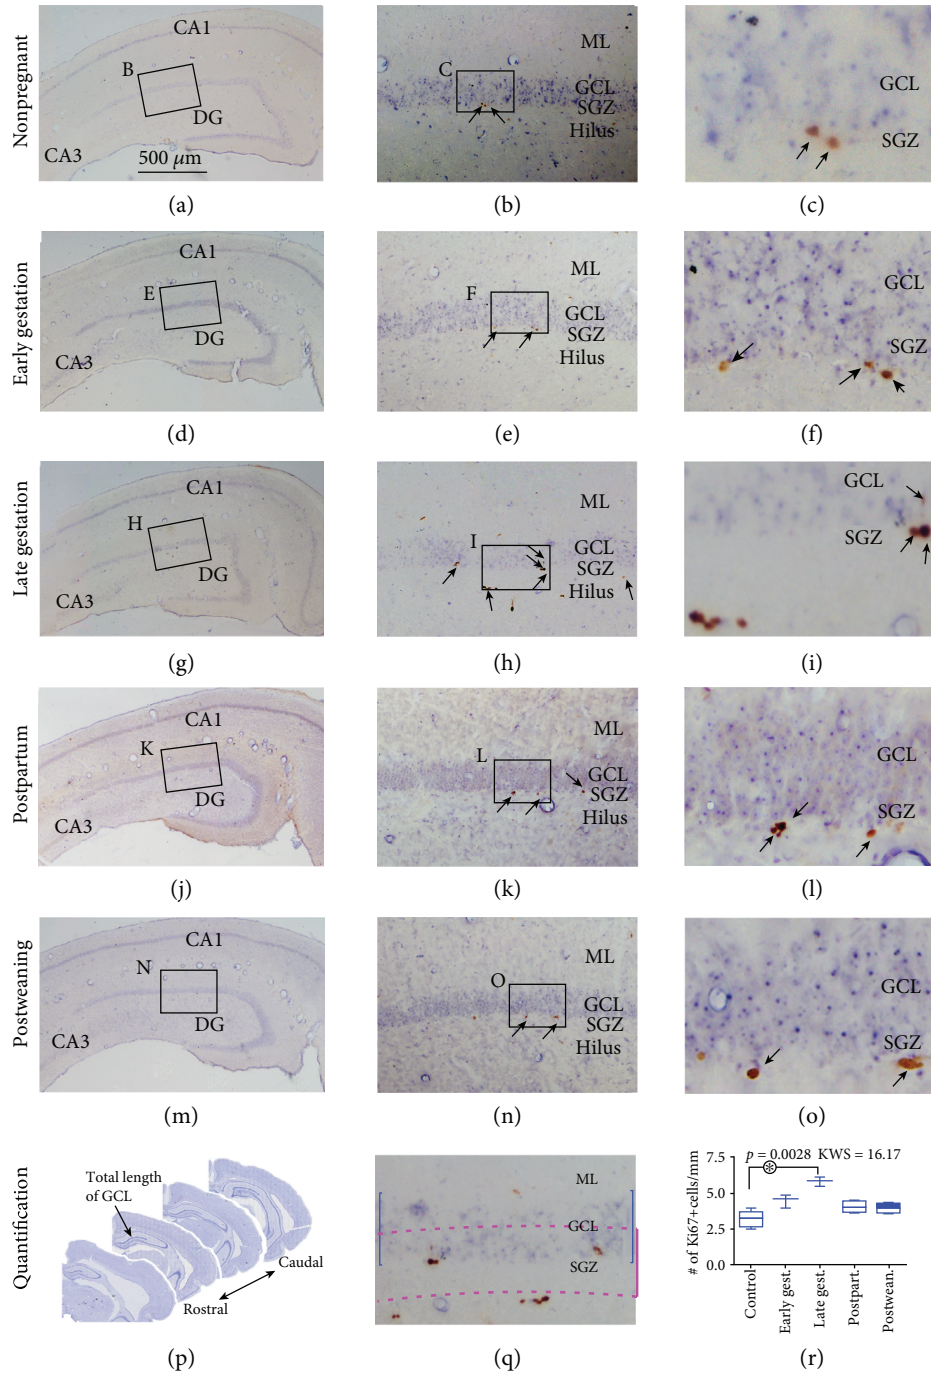 Nonpregnant
CA1
B
DG
CA3
500 μm
(a)
ML
C
GCL
SGZ
Hilus
(b)
GCL
SGZ
(c)
Early gestation
CA1
E
DG
CA3
(d)
ML
F
GCL
SGZ
Hilus
(e)
GCL
SGZ
(f)
Late gestation
CA1
H
DG
CA3
(g)
ML
I
GCL
SGZ
Hilus
(h)
GCL
SGZ
(i)
Postpartum
CA1
K
DG
CA3
(j)
ML
L
GCL
SGZ
Hilus
(k)
GCL
SGZ
(l)
Postweaning
CA1
N
DG
CA3
(m)
ML
O
GCL
SGZ
Hilus
(n)
GCL
SGZ
(o)
Quantification
Total length
of GCL
Caudal
Rostral
(p)
ML
GCL
SGZ
(q)
p = 0.0028 KWS = 16.17
# of Ki67+cells/mm
7.5
5.0
2.5
0.0
Control
Early gest.
Late gest.
Postpart.
Postwean.
(r)